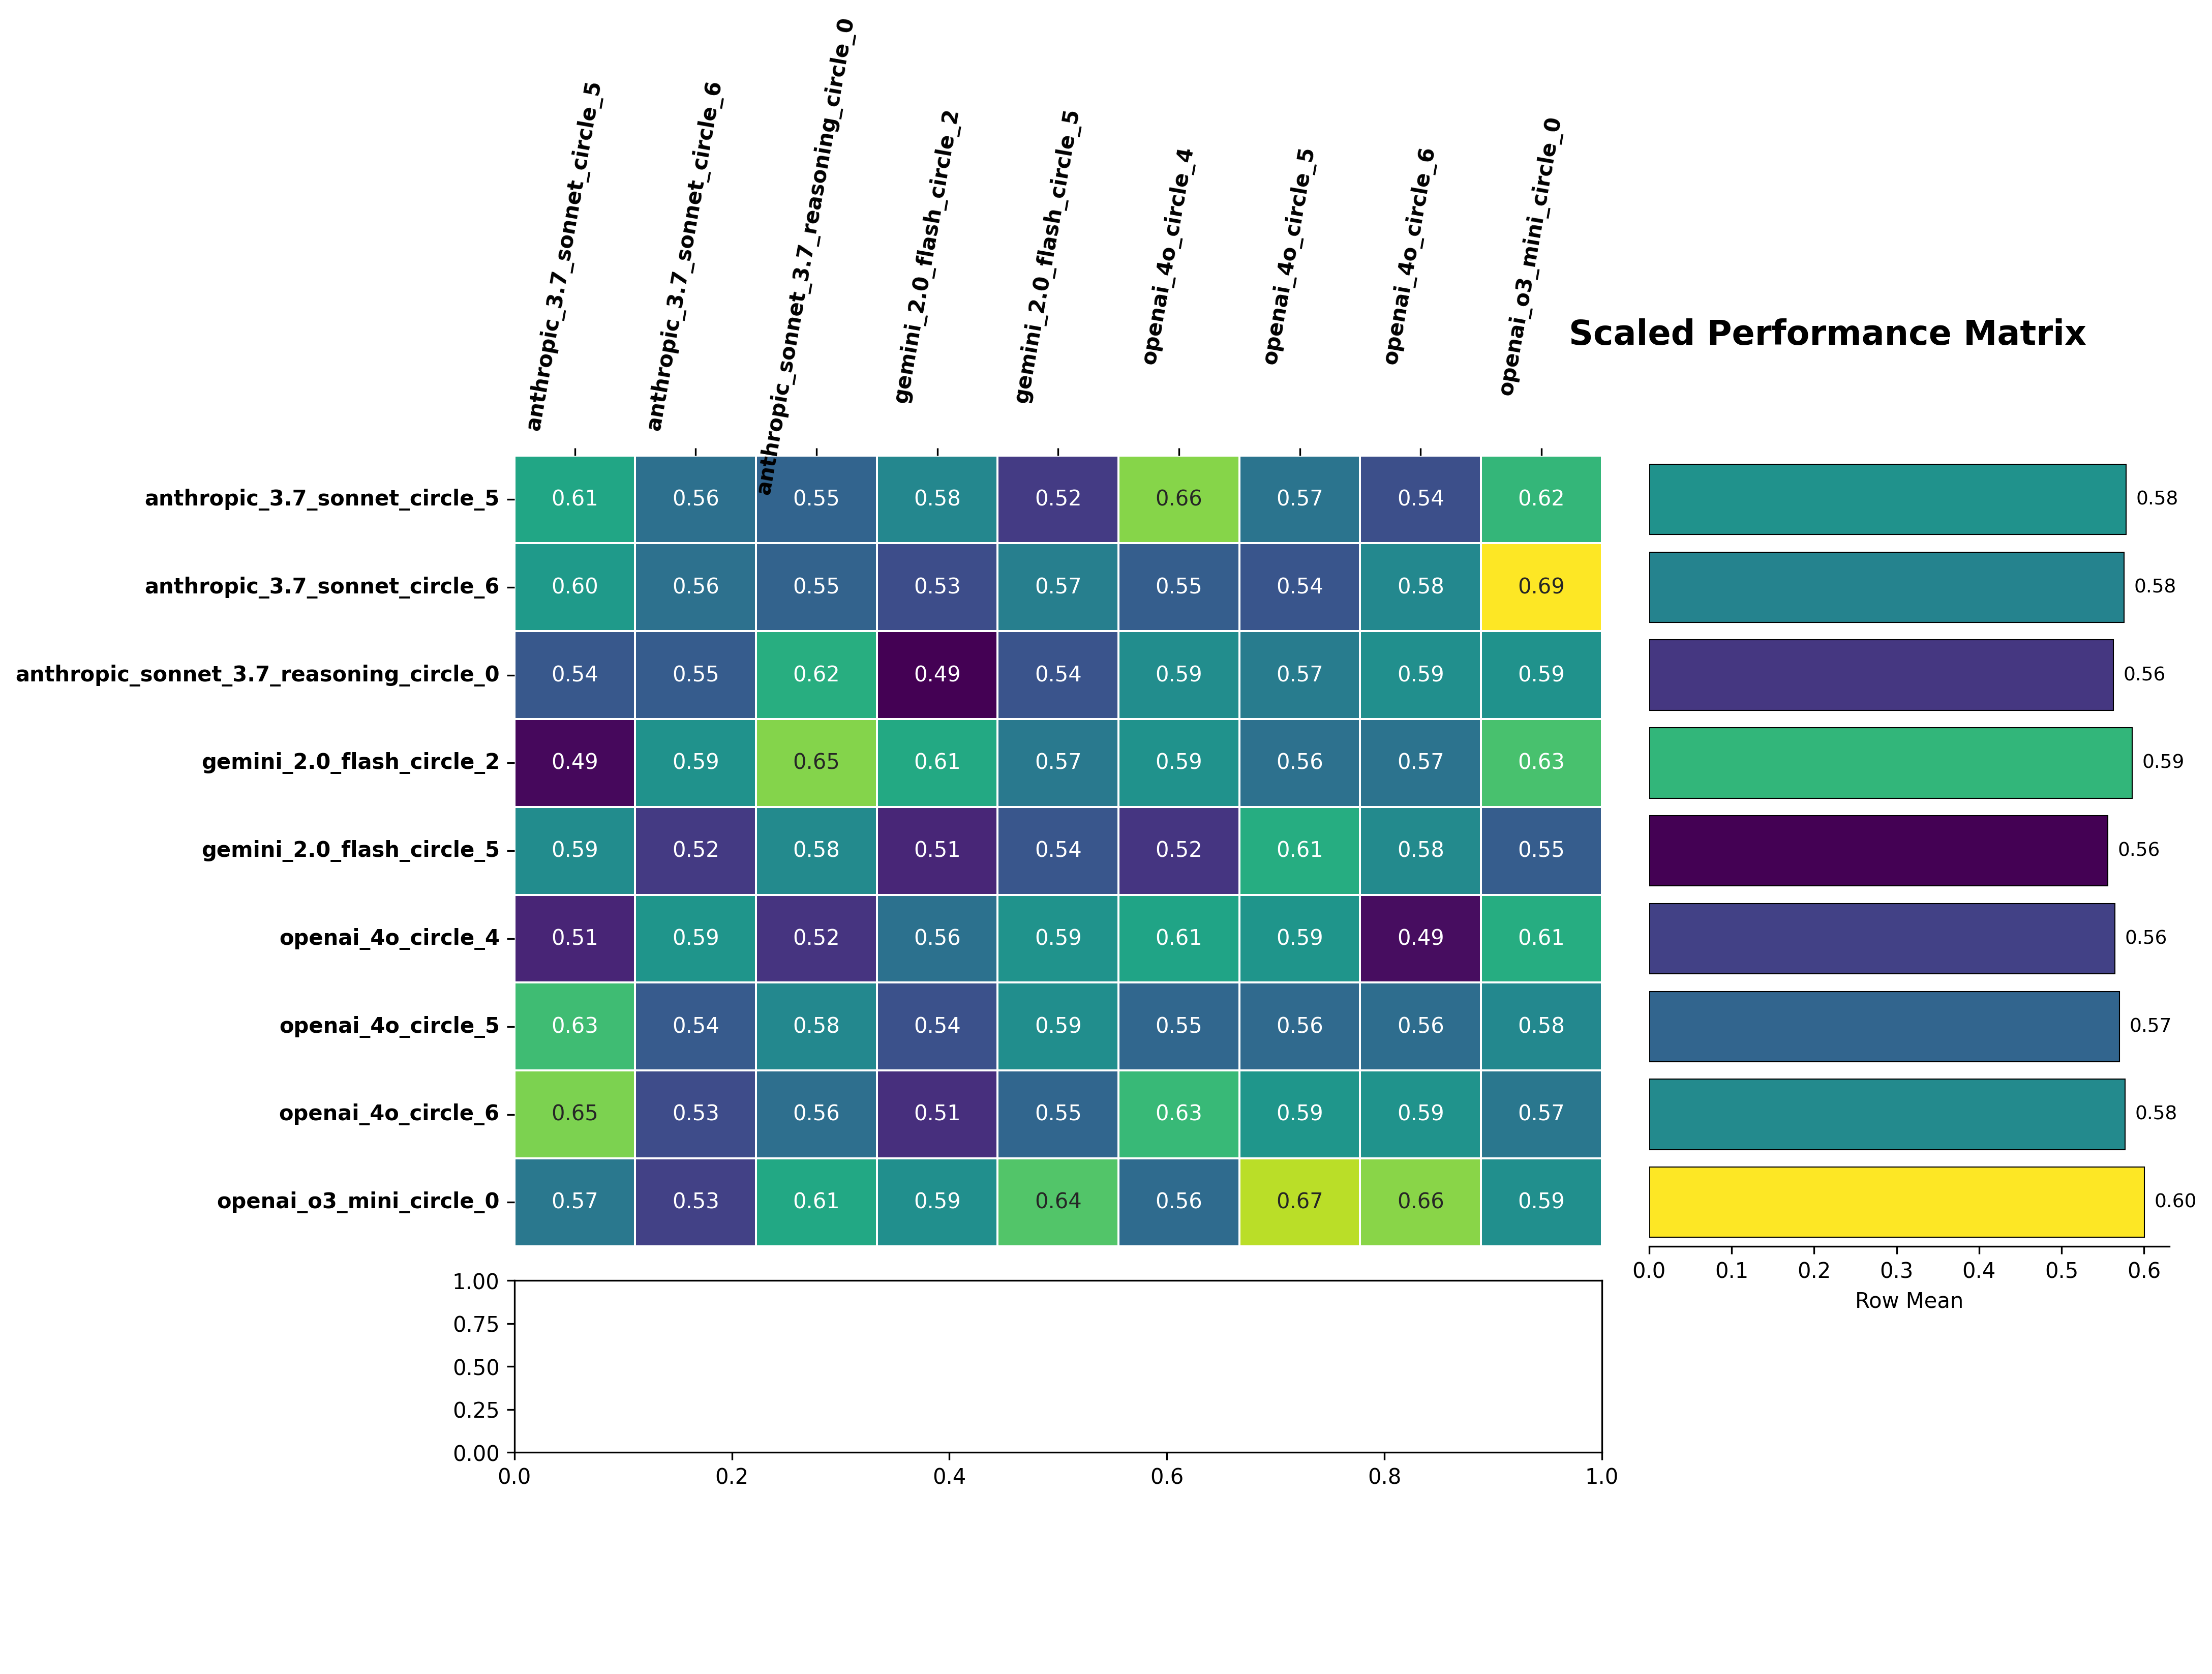 anthropic_3.7_sonnet_circle_5
anthropic_3.7_sonnet_circle_6
anthropic_sonnet_3.7_reasoning_circle_0
gemini_2.0_flash_circle_2
gemini_2.0_flash_circle_5
openai_4o_circle_4
openai_4o_circle_5
openai_4o_circle_6
openai_o3_mini_circle_0
Scaled Performance Matrix
anthropic_3.7_sonnet_circle_5 0.61 0.56 0.55 0.58 0.52 0.66 0.57 0.54 0.62 0.58
anthropic_3.7_sonnet_circle_6 0.60 0.56 0.55 0.53 0.57 0.55 0.54 0.58 0.69 0.58
anthropic_sonnet_3.7_reasoning_circle_0 0.54 0.55 0.62 0.49 0.54 0.59 0.57 0.59 0.59 0.56
gemini_2.0_flash_circle_2 0.49 0.59 0.65 0.61 0.57 0.59 0.56 0.57 0.63 0.59
gemini_2.0_flash_circle_5 0.59 0.52 0.58 0.51 0.54 0.52 0.61 0.58 0.55 0.56
openai_4o_circle_4 0.51 0.59 0.52 0.56 0.59 0.61 0.59 0.49 0.61 0.56
openai_4o_circle_5 0.63 0.54 0.58 0.54 0.59 0.55 0.56 0.56 0.58 0.57
openai_4o_circle_6 0.65 0.53 0.56 0.51 0.55 0.63 0.59 0.59 0.57 0.58
openai_o3_mini_circle_0 0.57 0.53 0.61 0.59 0.64 0.56 0.67 0.66 0.59 0.60
0.0 0.1 0.2 0.3 0.4 0.5 0.6
Row Mean
1.00
0.75
0.50
0.25
0.00
0.0 0.2 0.4 0.6 0.8 1.0